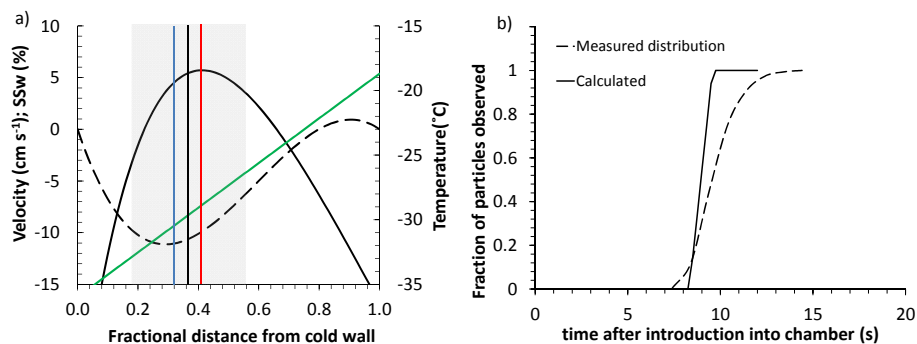 a)
10
5
0
-5
-10
-15
Velocity (cm s⁻¹); SSw (%)
0.0 0.2 0.4 0.6 0.8 1.0
Fractional distance from cold wall
-15
-20
-25
-30
-35
Temperature(˚C)
b)
Measured distribution
Calculated
1
0.8
0.6
0.4
0.2
0
Fraction of particles observed
0 5 10 15 20
time after introduction into chamber (s)